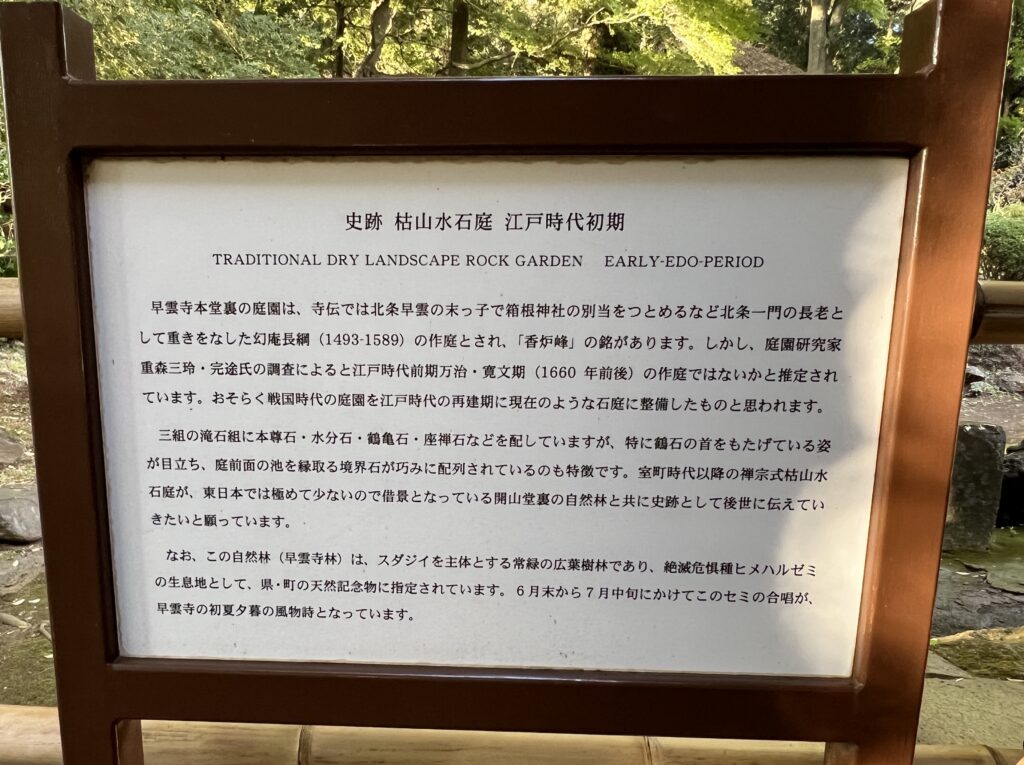 史跡 枯山水石庭 江戸時代初期
TRADITIONAL DRY LANDSCAPE ROCK GARDEN EARLY-EDO-PERIOD
早雲寺本堂裏の庭園は、寺伝では北条早雲の末っ子で箱根神社の別当をつとめるなど北条一門の長老と
して重きをなした幻庵長綱（1493-1589）の作庭とされ、「香炉峰」の銘があります。しかし、庭園研究家
重森三玲・完途氏の調査によると江戸時代前期万治・寛文期（1660 年前後）の作庭ではないかと推定され
ています。おそらく戦国時代の庭園を江戸時代の再建期に現在のような石庭に整備したものと思われます。
三組の滝石組に本尊石・水分石・鶴亀石・座禅石などを配していますが、特に鶴石の首をもたげている姿
が目立ち、庭前面の池を縁取る境界石が巧みに配列されているのも特徴です。室町時代以降の禅宗式枯山水
石庭が、東日本では極めて少ないので借景となっている開山堂裏の自然林と共に史跡として後世に伝えてい
きたいと願っています。
なお、この自然林（早雲寺林）は、スダジイを主体とする常緑の広葉樹林であり、絶滅危惧種ヒメハルゼミ
の生息地として、県・町の天然記念物に指定されています。６月末から７月中旬にかけてこのセミの合唱が、
早雲寺の初夏夕暮の風物詩となっています。